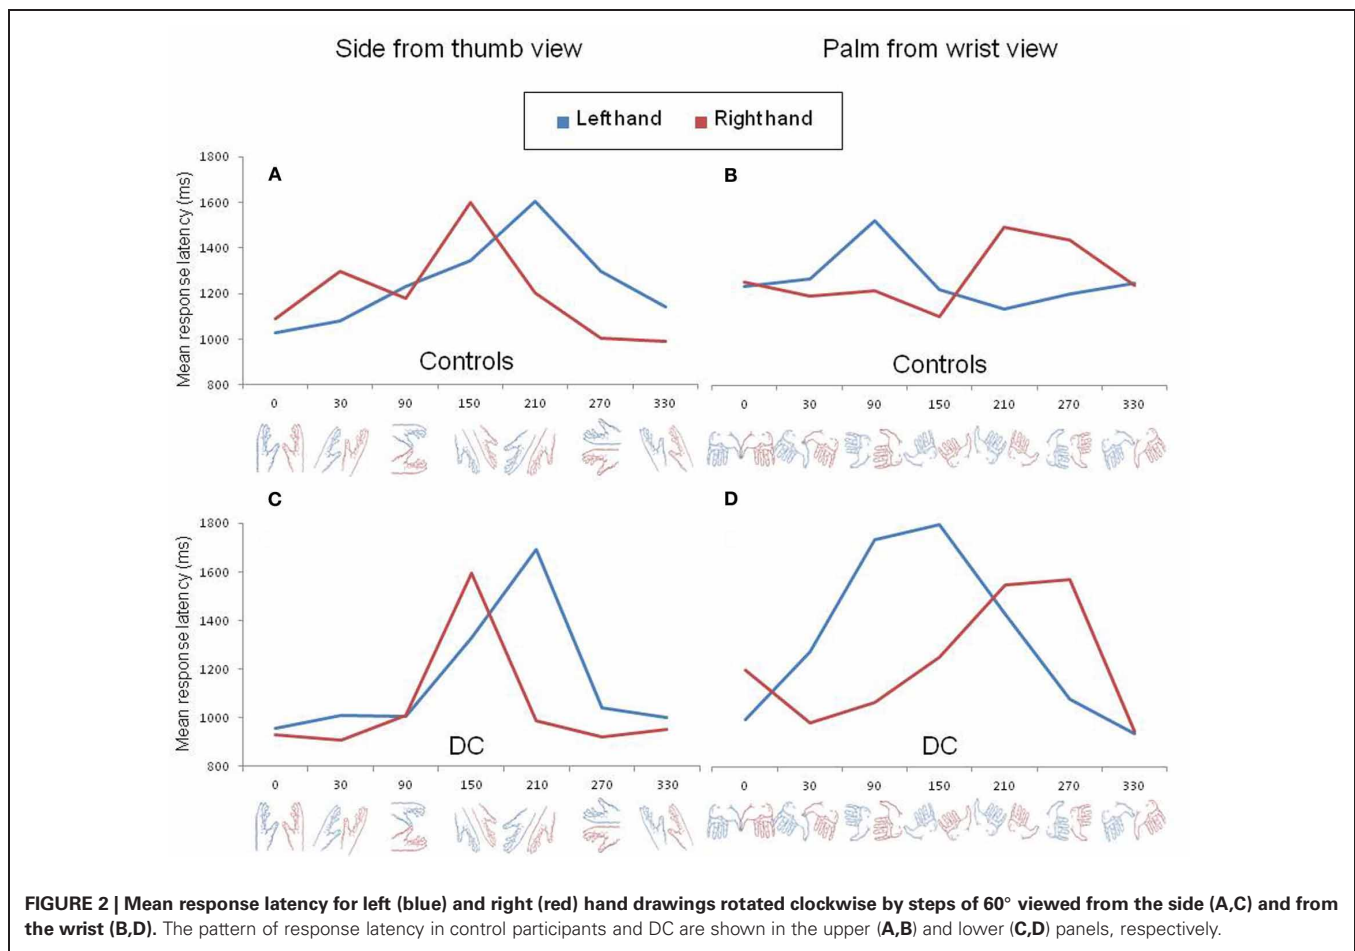 Side from thumb view
Palm from wrist view
Left hand Right hand
A
Mean response latency (ms)
1800
1600
1400
1200
1000
800
Controls
0 30 90 150 210 270 330
B
Controls
0 30 90 150 210 270 330
C
Mean response latency (ms)
1800
1600
1400
1200
1000
800
DC
0 30 90 150 210 270 330
D
DC
0 30 90 150 210 270 330
FIGURE 2 | Mean response latency for left (blue) and right (red) hand drawings rotated clockwise by steps of 60° viewed from the side (A,C) and from
the wrist (B,D). The pattern of response latency in control participants and DC are shown in the upper (A,B) and lower (C,D) panels, respectively.